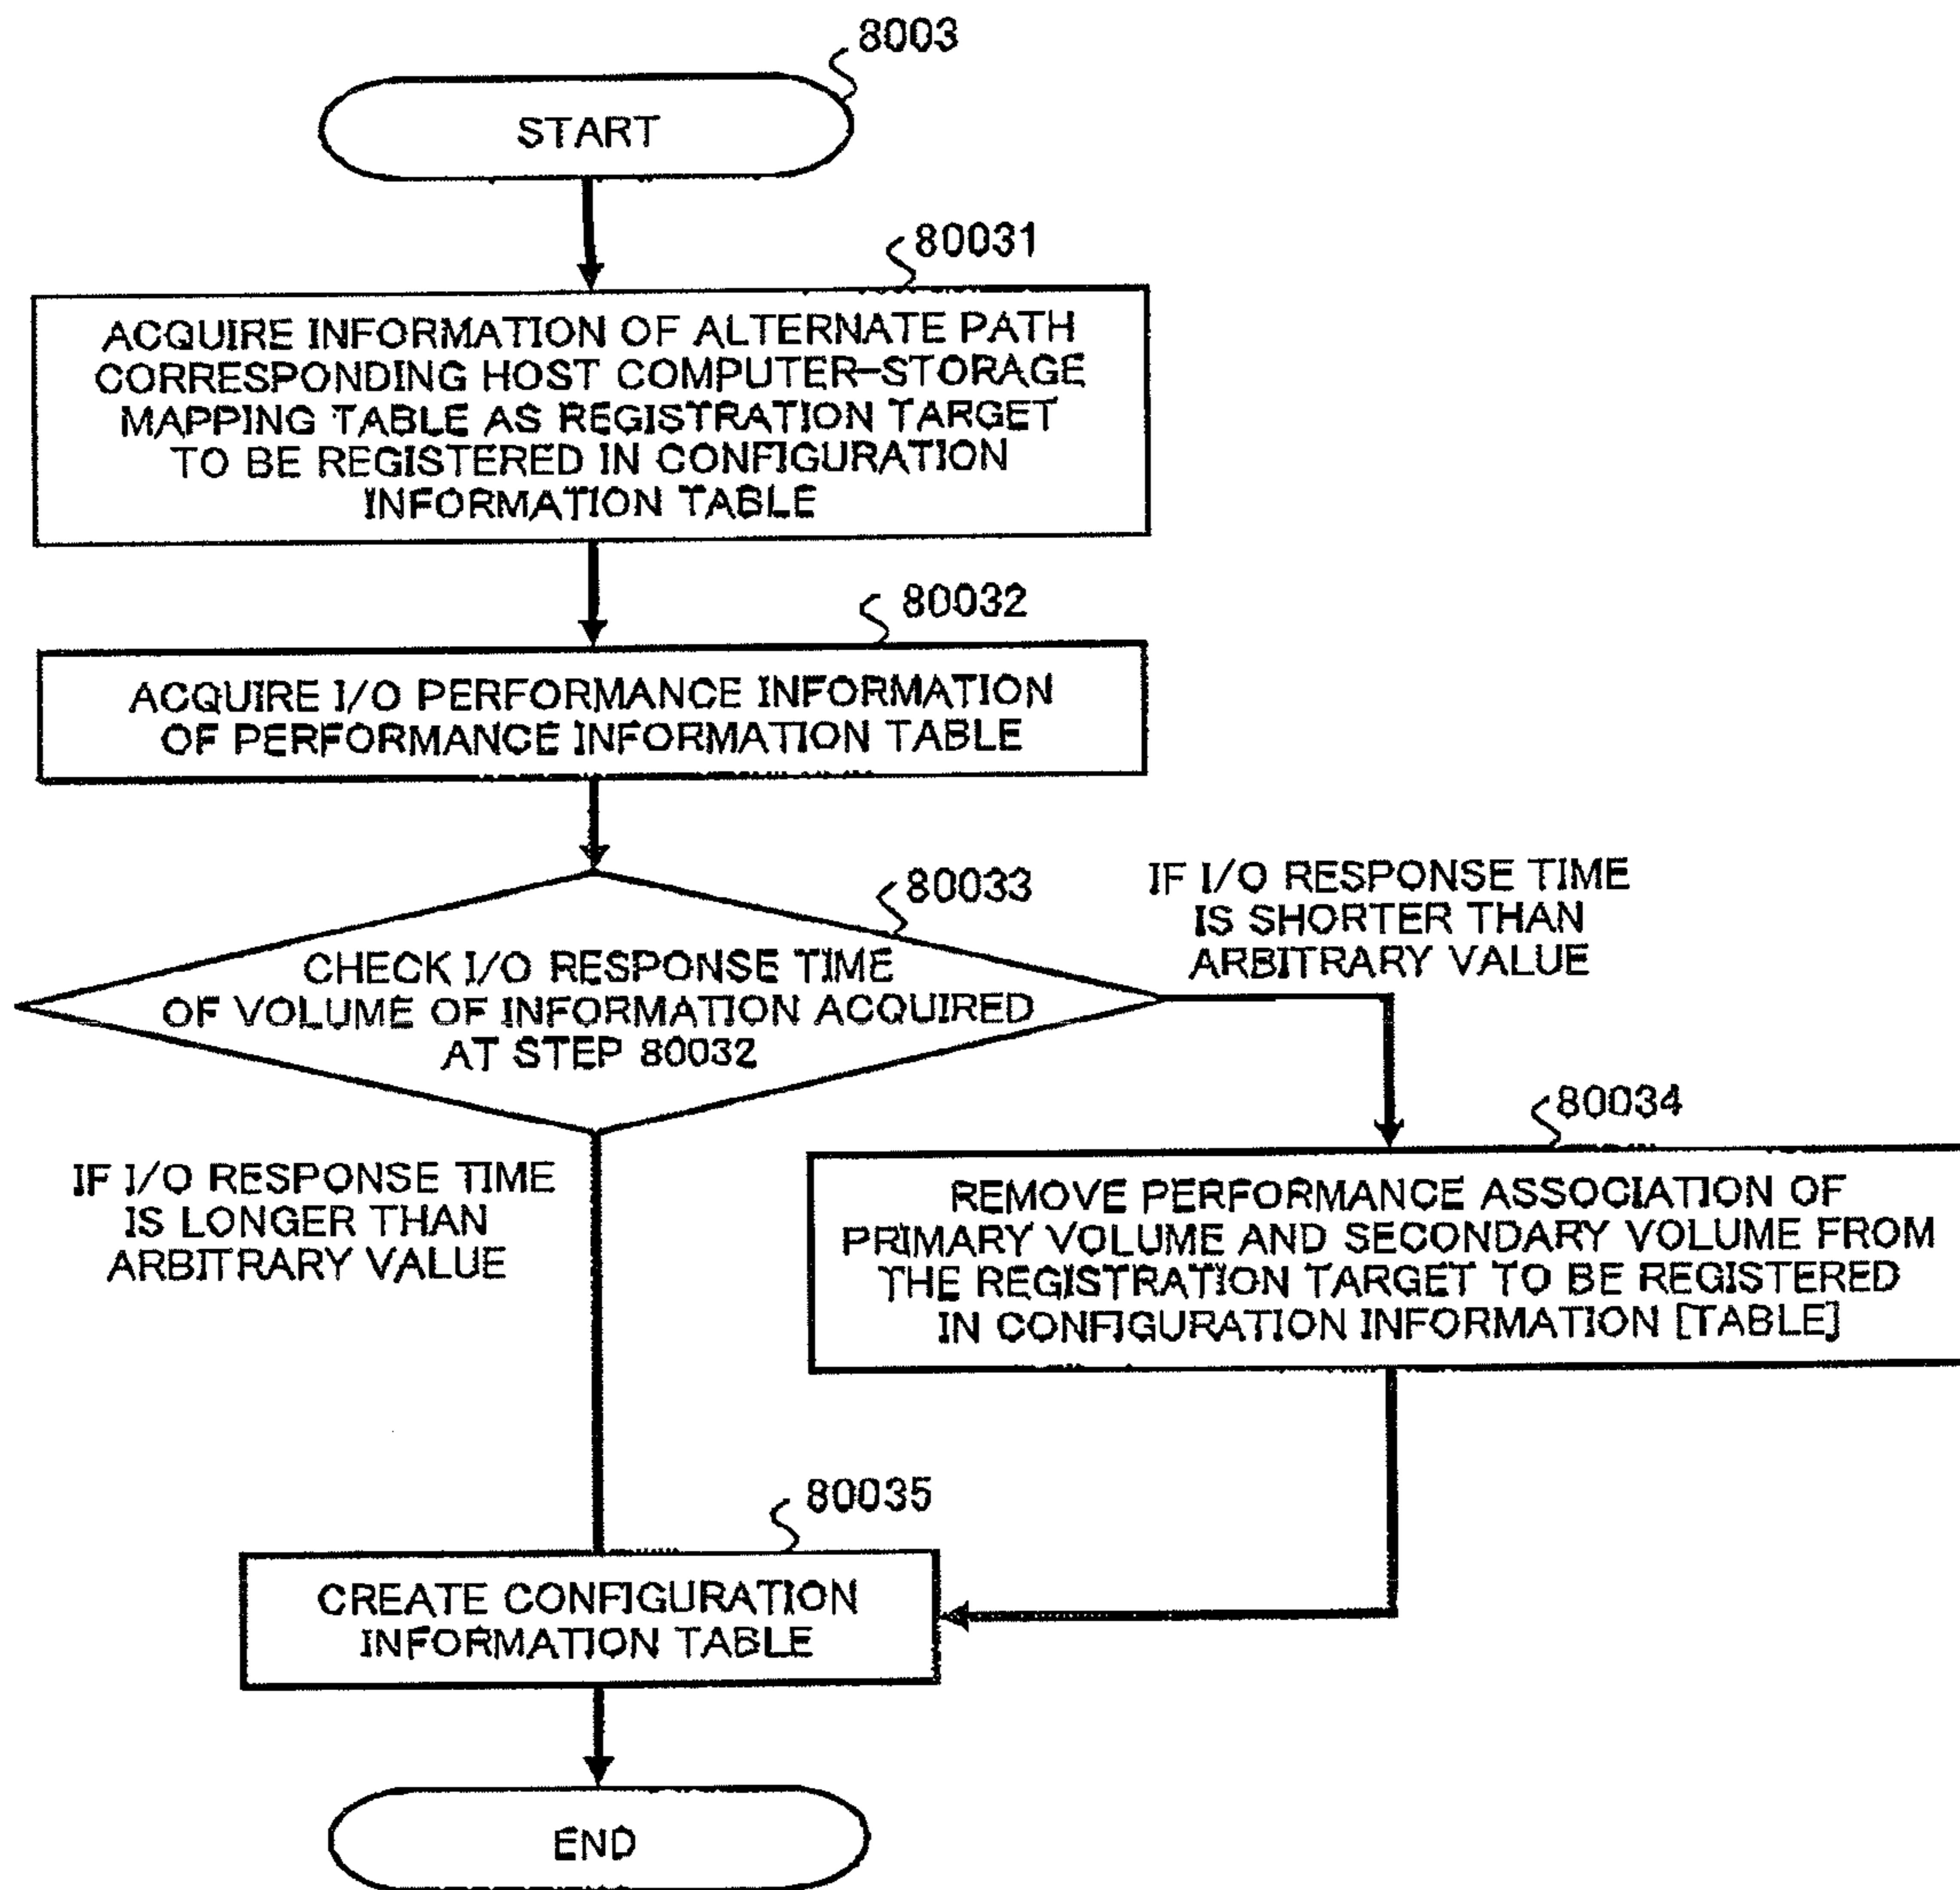 8003
START
80031
ACQUIRE INFORMATION OF ALTERNATE PATH
CORRESPONDING HOST COMPUTER-STORAGE
MAPPING TABLE AS REGISTRATION TARGET
TO BE REGISTERED IN CONFIGURATION
INFORMATION TABLE
80032
ACQUIRE I/O PERFORMANCE INFORMATION
OF PERFORMANCE INFORMATION TABLE
80033
CHECK I/O RESPONSE TIME
OF VOLUME OF INFORMATION ACQUIRED
AT STEP 80032
IF I/O RESPONSE TIME
IS SHORTER THAN
ARBITRARY VALUE
IF I/O RESPONSE TIME
IS LONGER THAN
ARBITRARY VALUE
80034
REMOVE PERFORMANCE ASSOCIATION OF
PRIMARY VOLUME AND SECONDARY VOLUME FROM
THE REGISTRATION TARGET TO BE REGISTERED
IN CONFIGURATION INFORMATION [TABLE]
80035
CREATE CONFIGURATION
INFORMATION TABLE
END